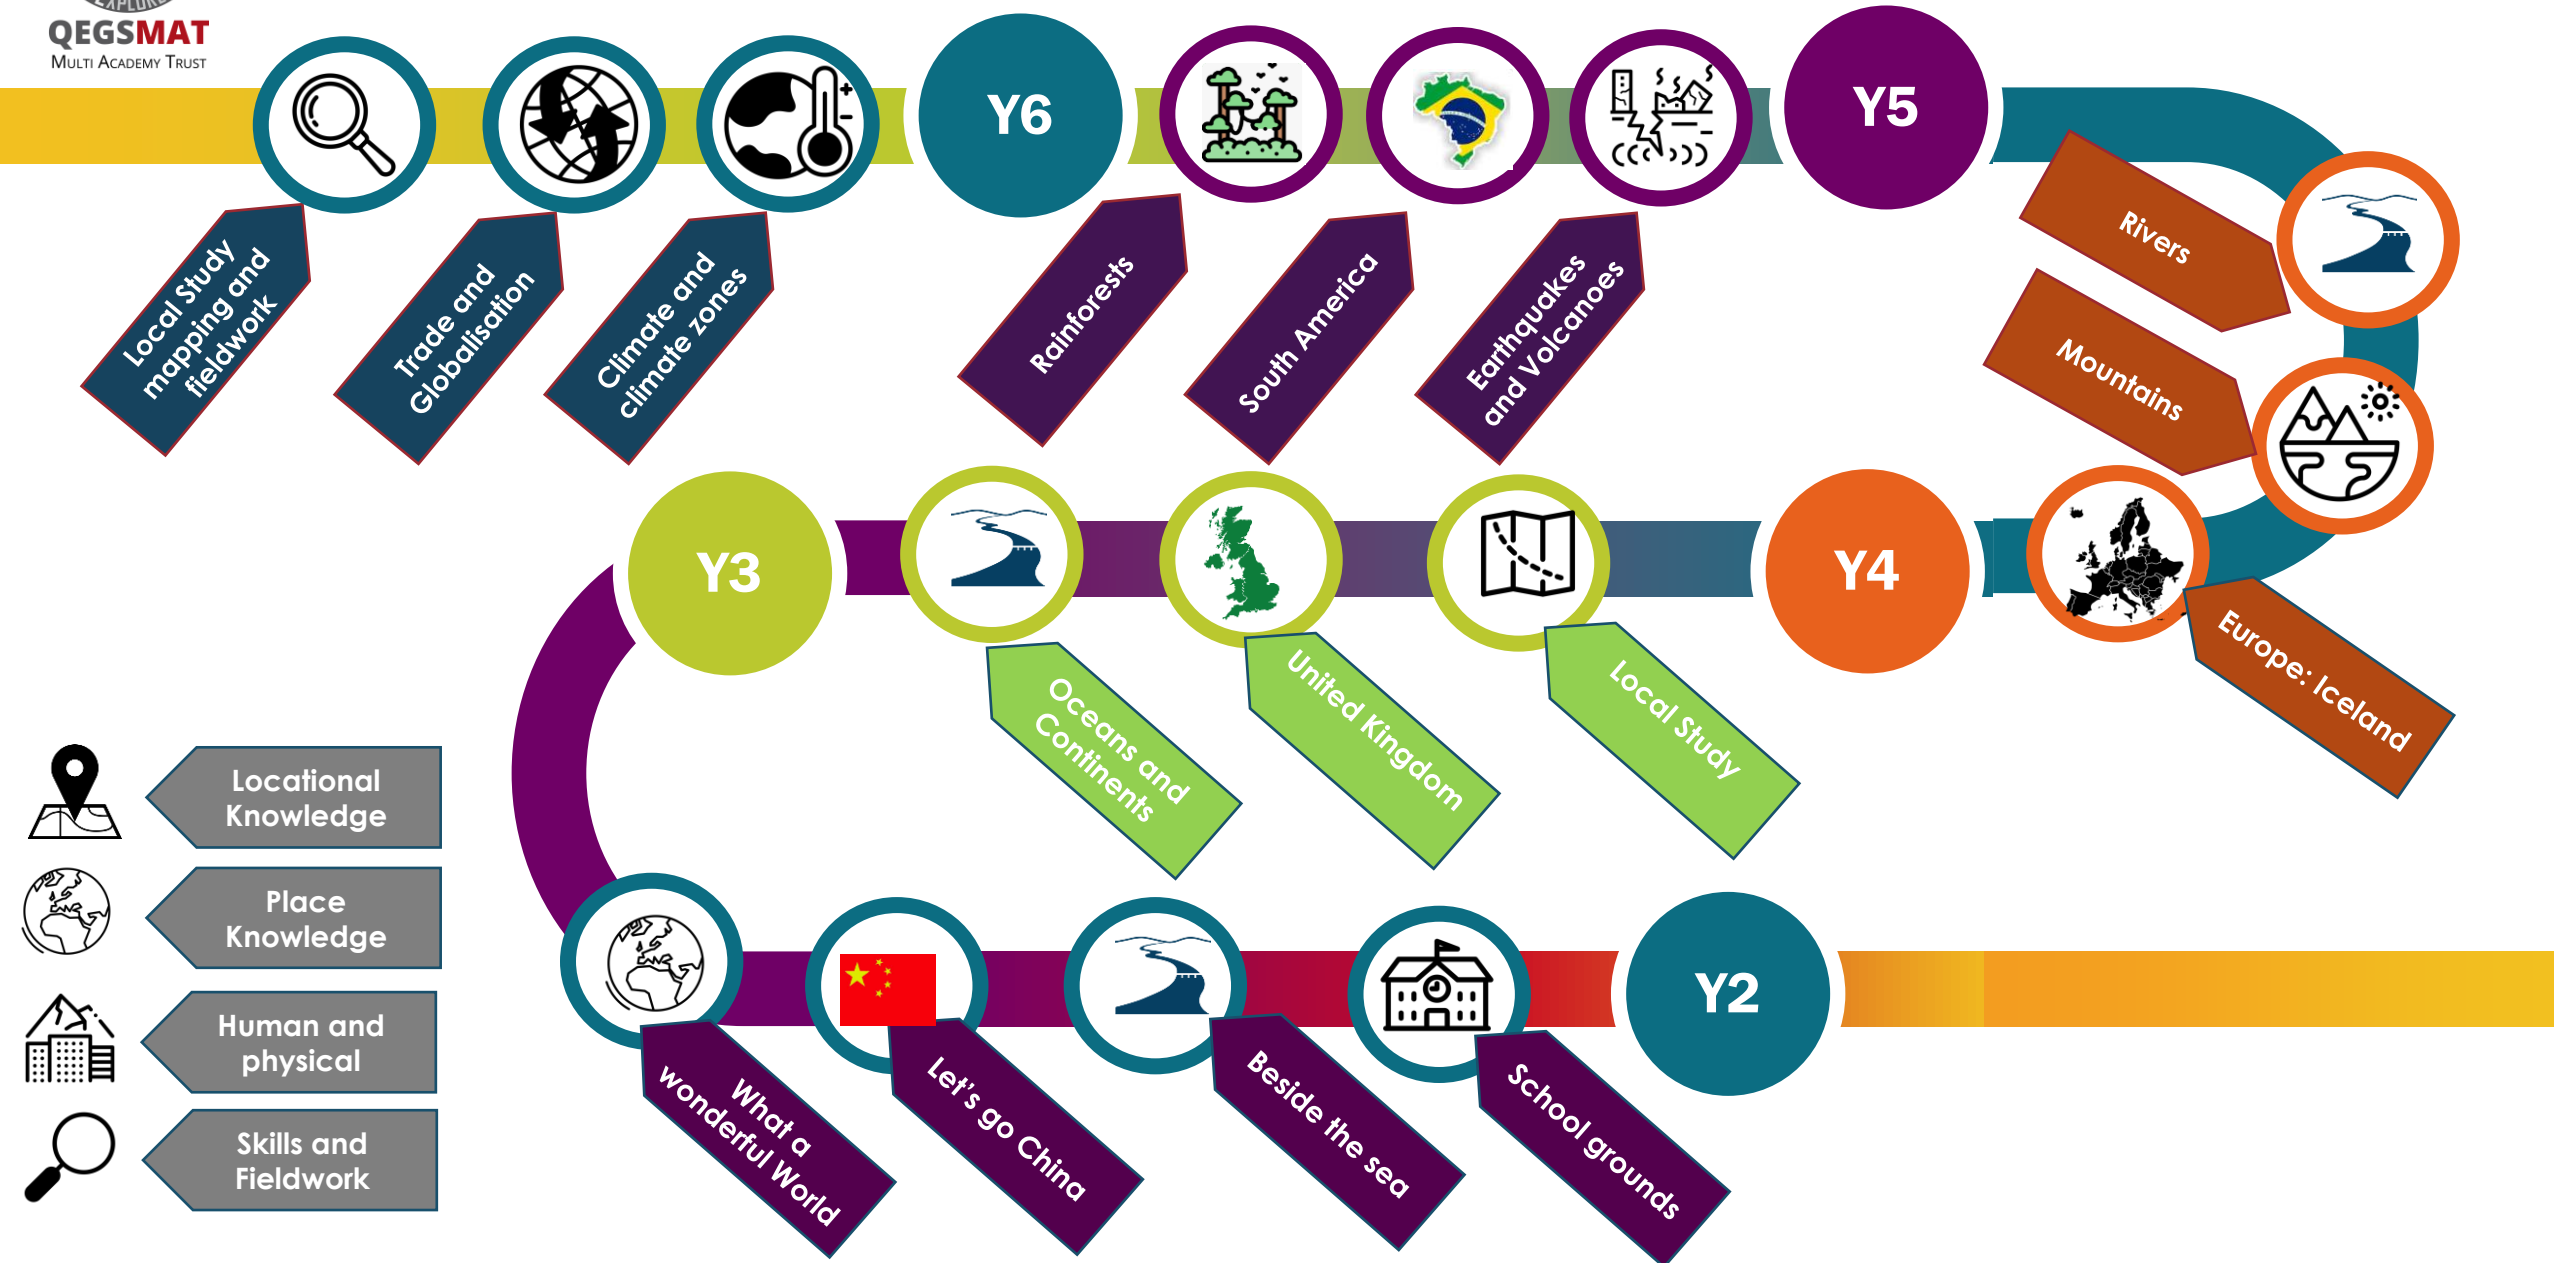 EXPLORE
QEGSMAT
MULTI ACADEMY TRUST
Y6
Y5
Local Study
mapping and
fieldwork
Trade and
Globalisation
Climate and
climate zones
Rainforests
South America
Earthquakes
and Volcanoes
Rivers
Mountains
Y3
Y4
Oceans and
Continents
United Kingdom
Local Study
Europe: Iceland
Locational
Knowledge
Place
Knowledge
Human and
physical
Skills and
Fieldwork
Y2
What a
wonderful World
Let's go China
Beside the sea
School grounds